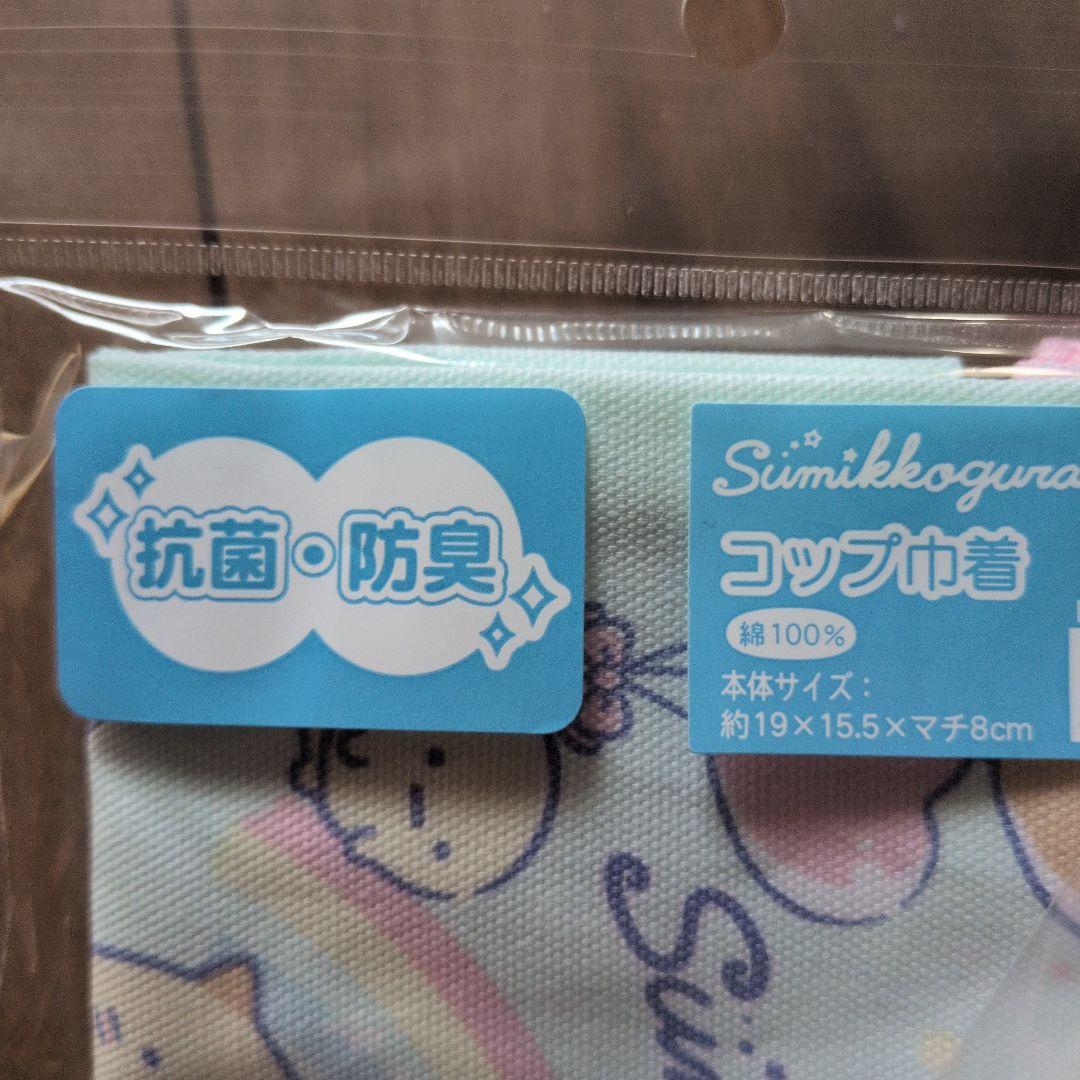 抗菌・防臭
Sumikkogura
コップ巾着
綿100%
本体サイズ:
約19×15.5×マチ8cm